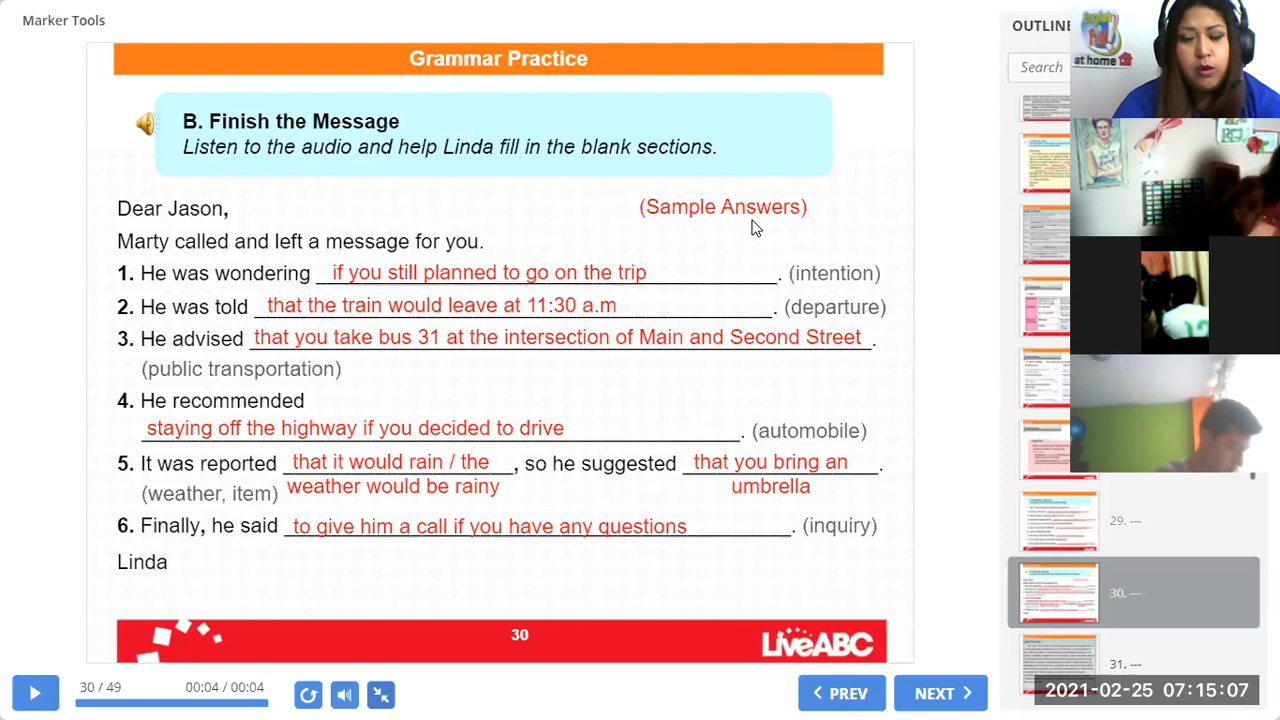 Marker Tools
Grammar Practice
B. Finish the Message
Listen to the audio and help Linda fill in the blank sections.
Dear Jason,
(Sample Answers)
Marty called and left a message for you.
1. He was wondering if you still planned to go on the trip. (intention)
2. He was told that the train would leave at 11:30 a.m. (departure)
3. He advised that you take bus 31 at the intersection of Main and Second Street.
(public transportation)
4. He recommended
staying off the highway if you decided to drive. (automobile)
5. It was reported that it would rain / the, so he suggested that you bring an.
(weather, item) weather would be rainy umbrella
6. Finally, he said to give him a call if you have any questions. (inquiry)
Linda
30
LiveABC
30 / 49
00:04 / 00:04
PREV
NEXT
OUTLINE
Search
29. ---
30. ---
31. ---
English
at home
2021-02-25 07:15:07